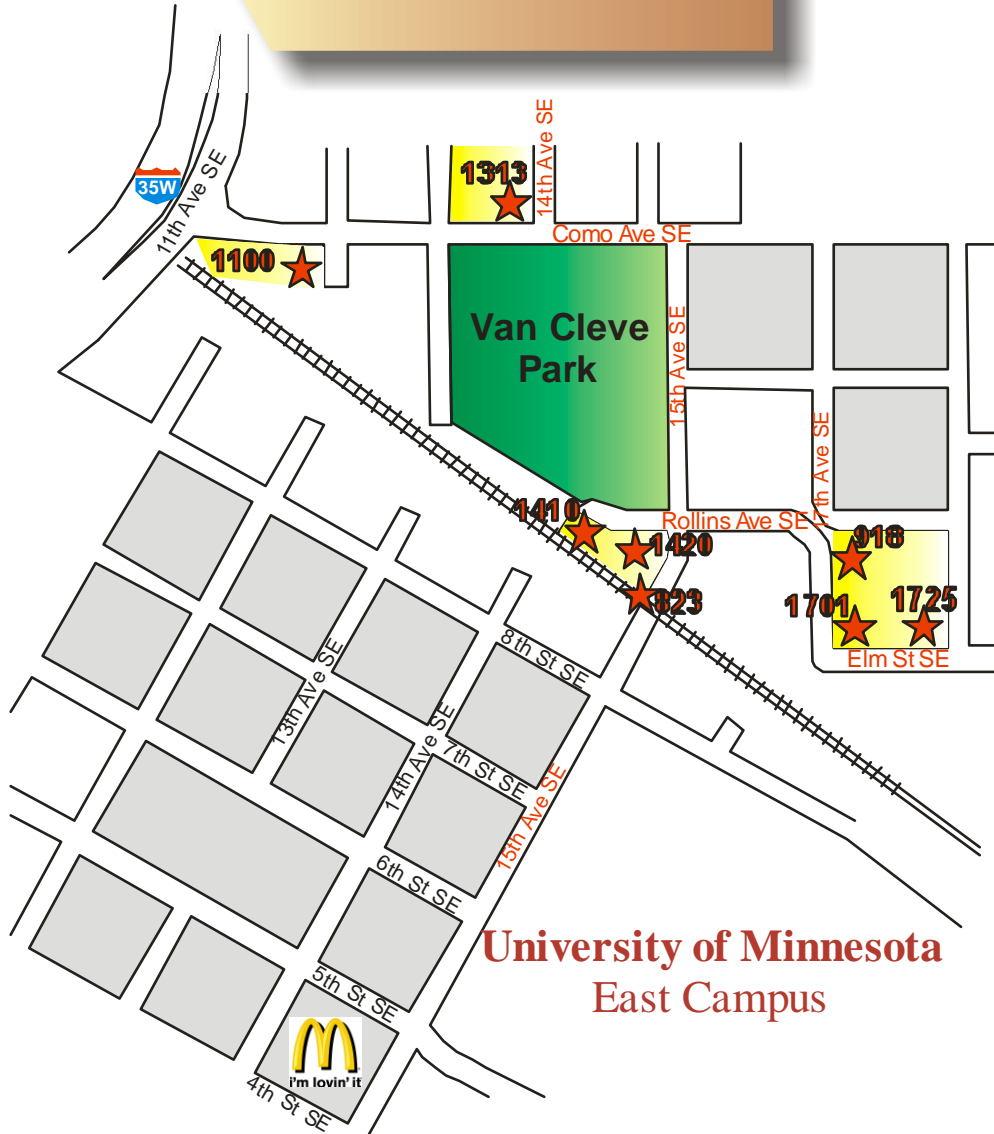 14th Ave SE
1313
35W
11th Ave SE
Como Ave SE
1100
Van Cleve
Park
15th Ave SE
17th Ave SE
1410
Rollins Ave SE
1420
918
823
1701
1725
Elm St SE
8th St SE
13th Ave SE
14th Ave SE
7th St SE
15th Ave SE
6th St SE
University of Minnesota
East Campus
5th St SE
i'm lovin' it
4th St SE